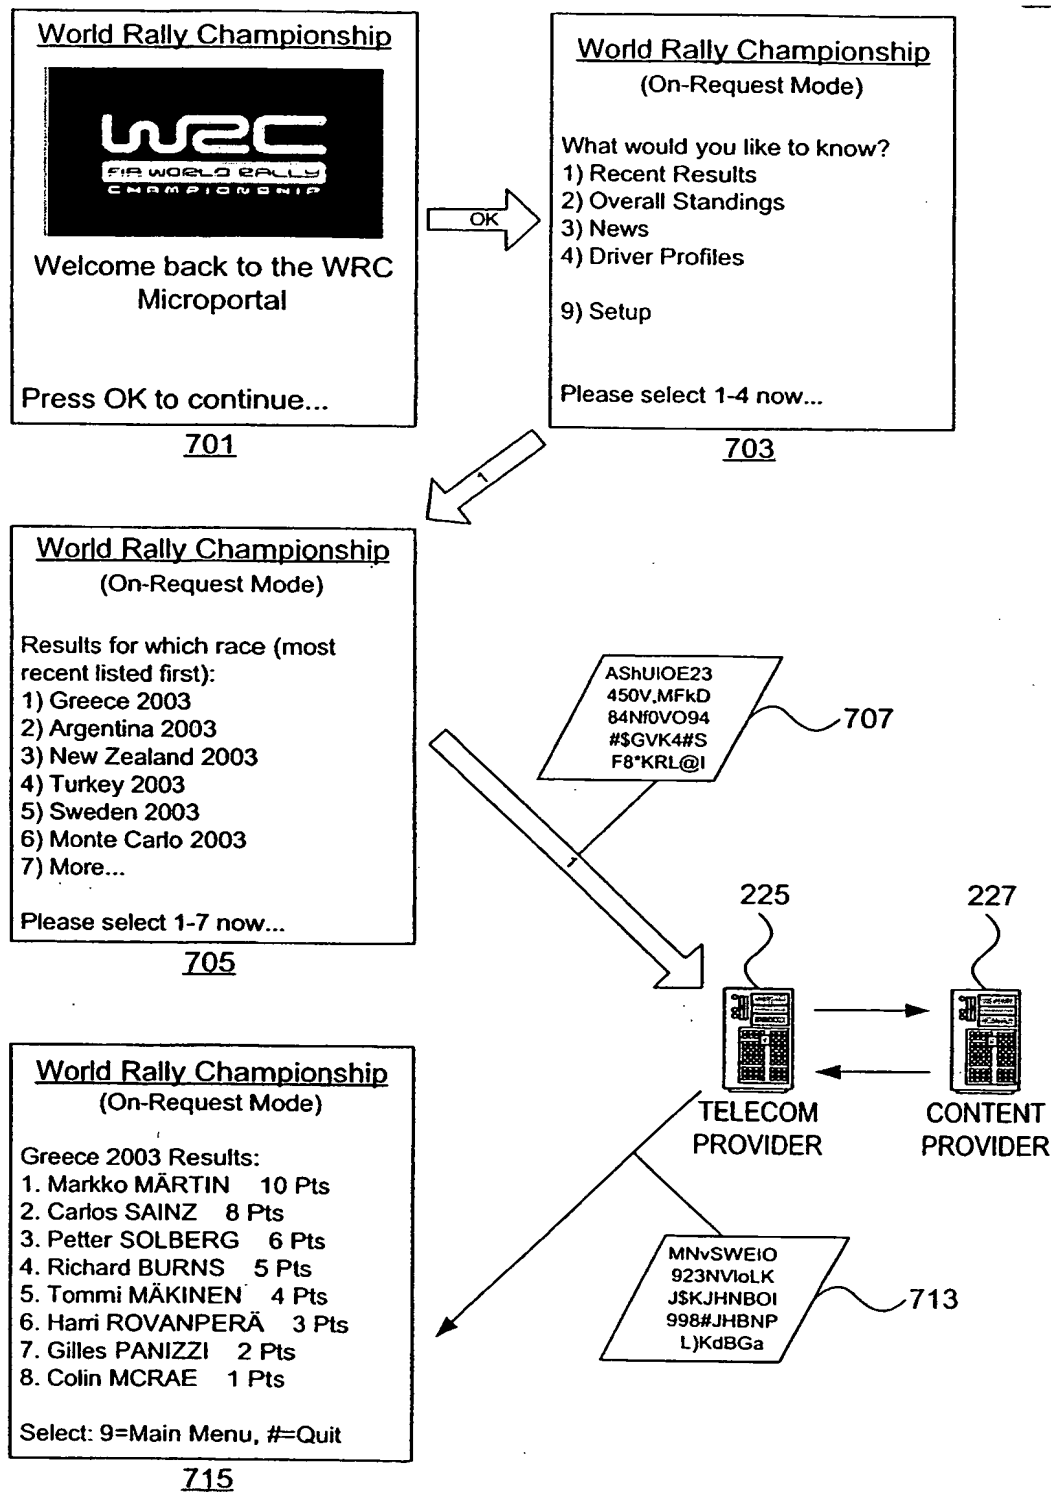 World Rally Championship
WRC
FIA WORLD RALLY
CHAMPIONSHIP
Welcome back to the WRC
Microportal
Press OK to continue...
701
OK
World Rally Championship
(On-Request Mode)
What would you like to know?
1) Recent Results
2) Overall Standings
3) News
4) Driver Profiles
9) Setup
Please select 1-4 now...
703
1
World Rally Championship
(On-Request Mode)
Results for which race (most
recent listed first):
1) Greece 2003
2) Argentina 2003
3) New Zealand 2003
4) Turkey 2003
5) Sweden 2003
6) Monte Carlo 2003
7) More...
Please select 1-7 now...
705
1
AShUIOE23
450V,MFkD
84Nf0VO94
#$GVK4#S
F8*KRL@I
707
225
227
TELECOM
PROVIDER
CONTENT
PROVIDER
World Rally Championship
(On-Request Mode)
Greece 2003 Results:
1. Markko MÄRTIN 10 Pts
2. Carlos SAINZ 8 Pts
3. Petter SOLBERG 6 Pts
4. Richard BURNS 5 Pts
5. Tommi MÄKINEN 4 Pts
6. Harri ROVANPERÄ 3 Pts
7. Gilles PANIZZI 2 Pts
8. Colin MCRAE 1 Pts
Select: 9=Main Menu, #=Quit
715
MNvSWEIO
923NVIoLK
J$KJHNBOI
998#JHBNP
L)KdBGa
713